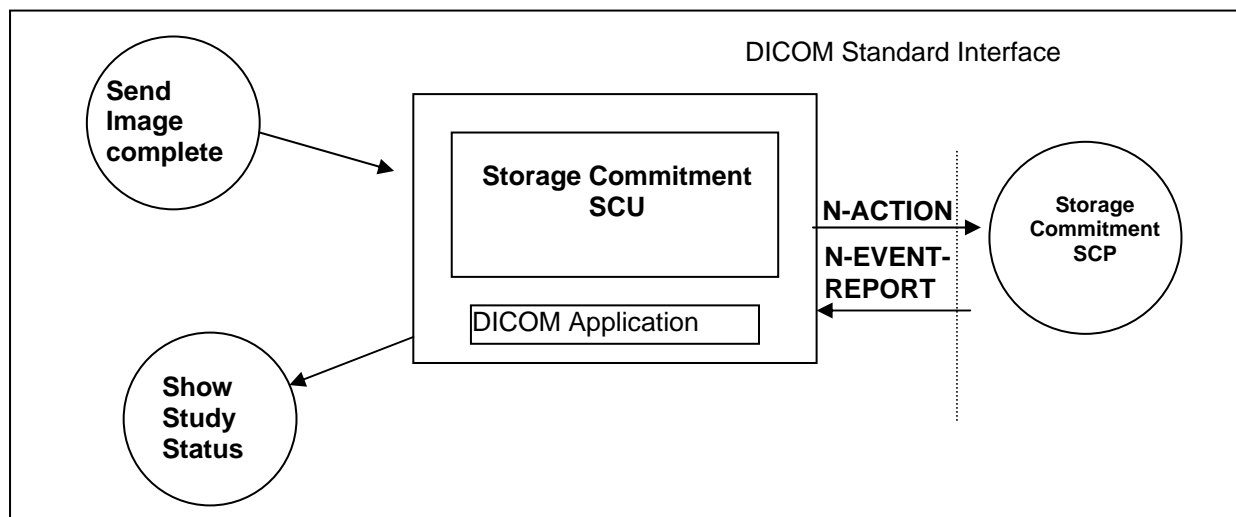 DICOM Standard Interface
Send
Image
complete
Storage Commitment
SCU
N-ACTION
N-EVENT-
REPORT
Storage
Commitment
SCP
DICOM Application
Show
Study
Status